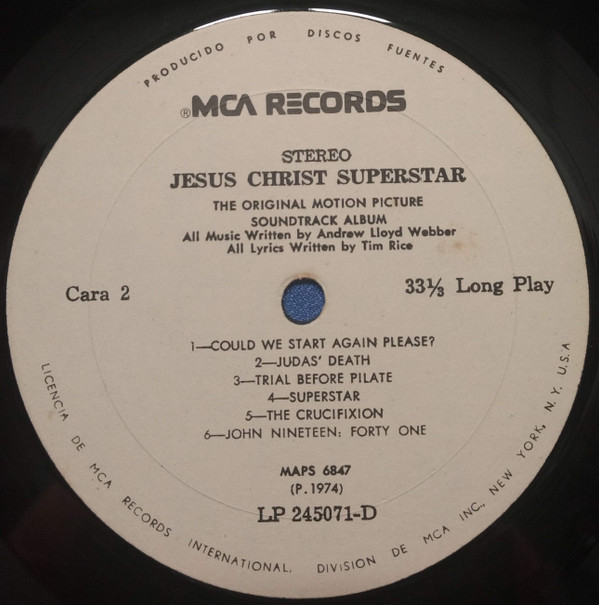 PRODUCIDO POR DISCOS FUENTES
®MCA RECORDS
STEREO
JESUS CHRIST SUPERSTAR
THE ORIGINAL MOTION PICTURE
SOUNDTRACK ALBUM
All Music Written by Andrew Lloyd Webber
All Lyrics Written by Tim Rice
Cara 2
33⅓ Long Play
1—COULD WE START AGAIN PLEASE?
2—JUDAS' DEATH
3—TRIAL BEFORE PILATE
4—SUPERSTAR
5—THE CRUCIFIXION
6—JOHN NINETEEN: FORTY ONE
MAPS 6847
(P. 1974)
LP 245071-D
LICENCIA DE MCA RECORDS INTERNATIONAL, DIVISION DE MCA INC, NEW YORK, N. Y. U.S.A